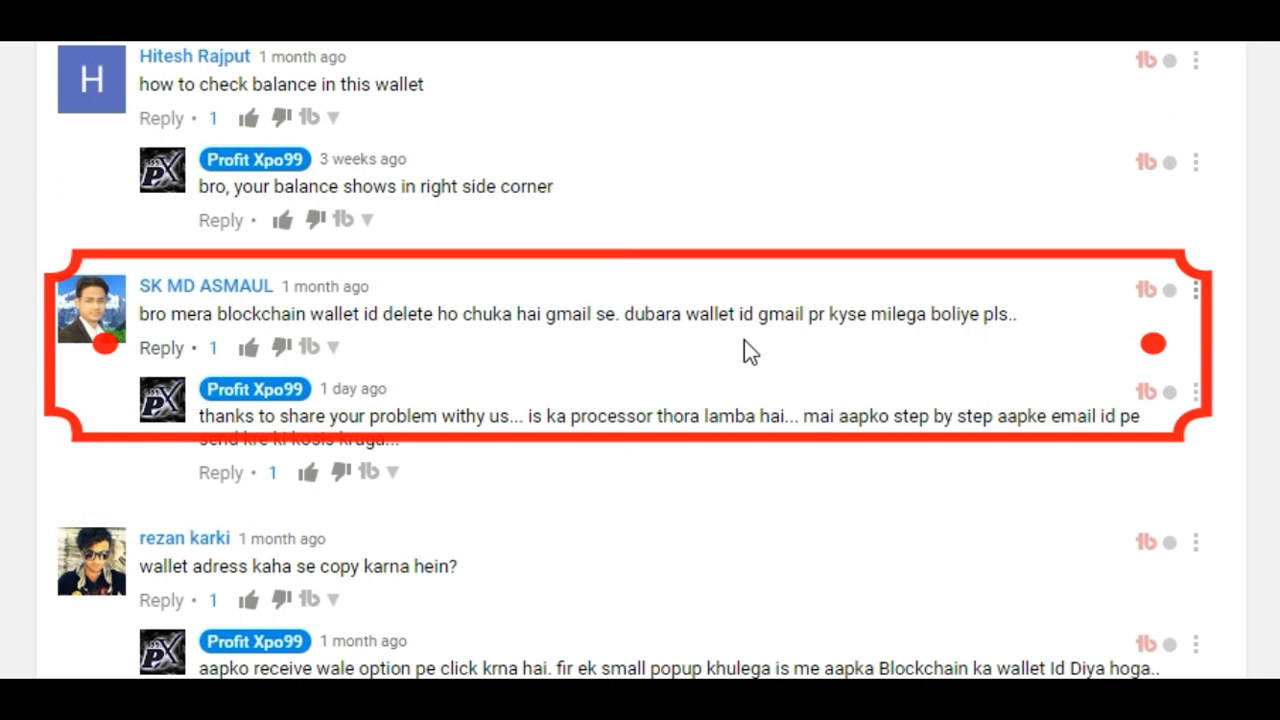 Hitesh Rajput 1 month ago
H
how to check balance in this wallet
Reply • 1
Profit Xpo99 3 weeks ago
bro, your balance shows in right side corner
Reply •
SK MD ASMAUL 1 month ago
bro mera blockchain wallet id delete ho chuka hai gmail se. dubara wallet id gmail pr kyse milega boliye pls..
Reply • 1
Profit Xpo99 1 day ago
thanks to share your problem withy us... is ka processor thora lamba hai... mai aapko step by step aapke email id pe
send kre ki kosis kruga...
Reply • 1
rezan karki 1 month ago
wallet adress kaha se copy karna hein?
Reply • 1
Profit Xpo99 1 month ago
aapko receive wale option pe click krna hai. fir ek small popup khulega is me aapka Blockchain ka wallet Id Diya hoga..